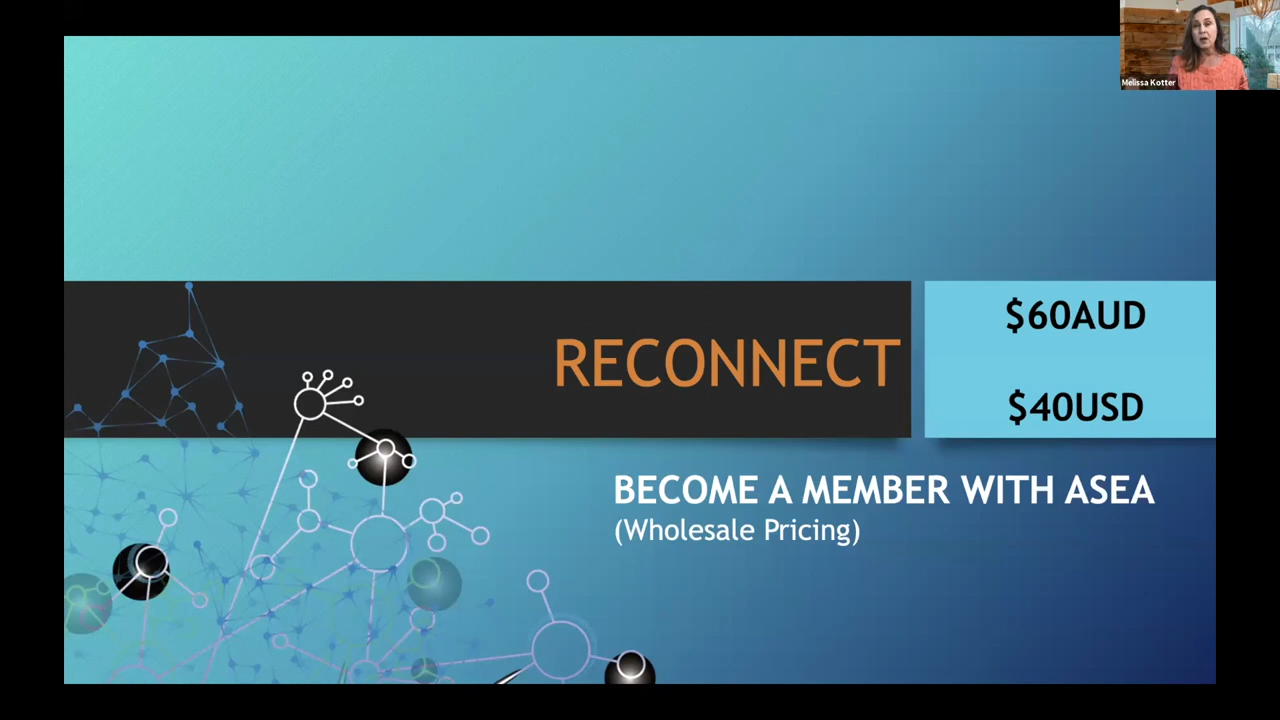 Melissa Kotter
RECONNECT
$60AUD
$40USD
BECOME A MEMBER WITH ASEA
(Wholesale Pricing)